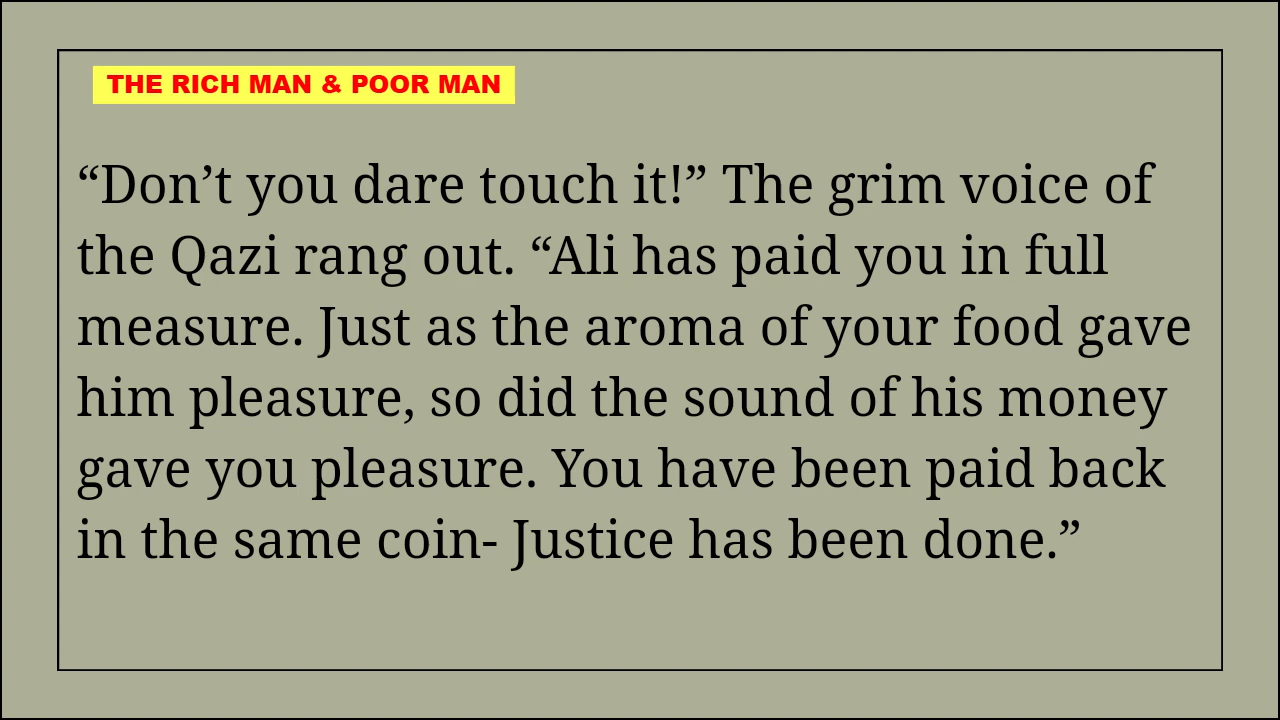 THE RICH MAN & POOR MAN
“Don’t you dare touch it!” The grim voice of
the Qazi rang out. “Ali has paid you in full
measure. Just as the aroma of your food gave
him pleasure, so did the sound of his money
gave you pleasure. You have been paid back
in the same coin- Justice has been done.”